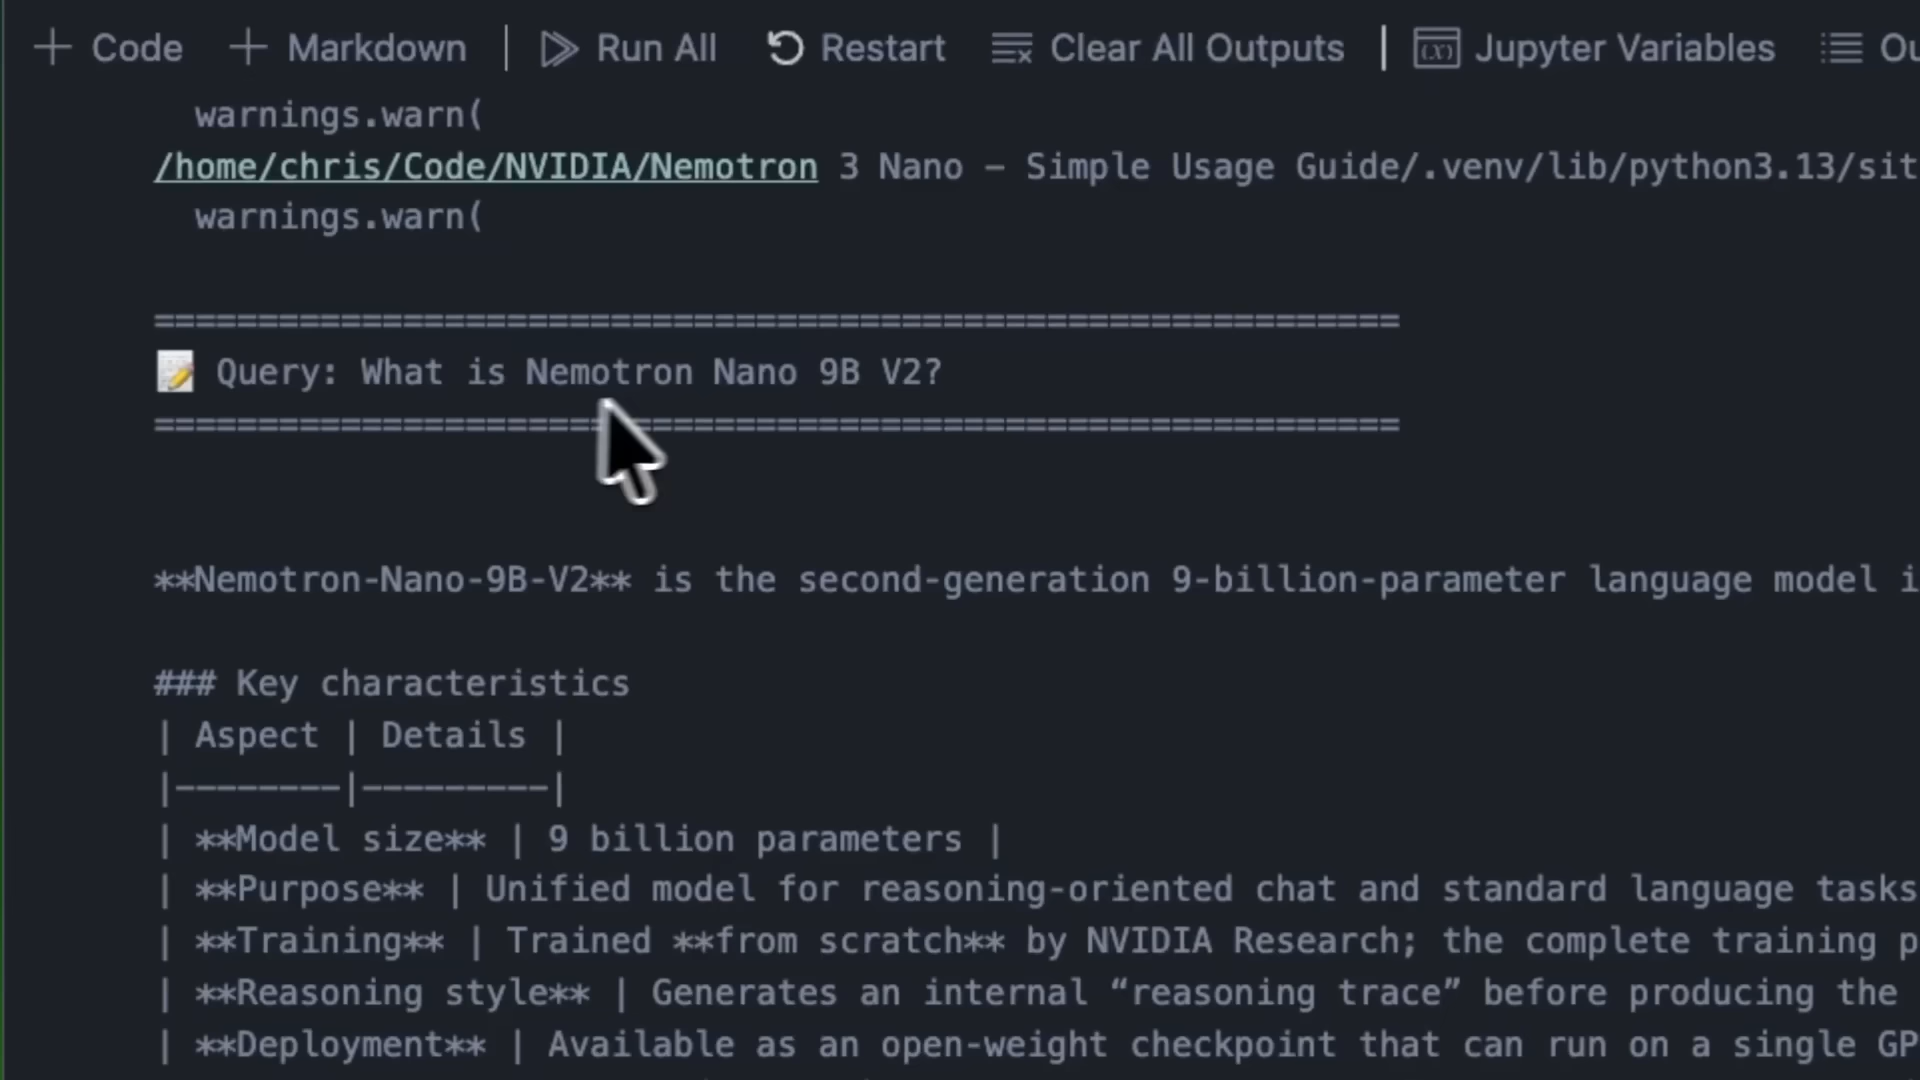 Code Markdown Run All Restart Clear All Outputs (x) Jupyter Variables
warnings.warn(
/home/chris/Code/NVIDIA/Nemotron 3 Nano – Simple Usage Guide/.venv/lib/python3.13/sit
warnings.warn(
============================================================
📝 Query: What is Nemotron Nano 9B V2?
============================================================
**Nemotron-Nano-9B-V2** is the second-generation 9-billion-parameter language model i
### Key characteristics
| Aspect | Details |
|--------|---------|
| **Model size** | 9 billion parameters |
| **Purpose** | Unified model for reasoning-oriented chat and standard language tasks
| **Training** | Trained **from scratch** by NVIDIA Research; the complete training p
| **Reasoning style** | Generates an internal “reasoning trace” before producing the
| **Deployment** | Available as an open-weight checkpoint that can run on a single GP